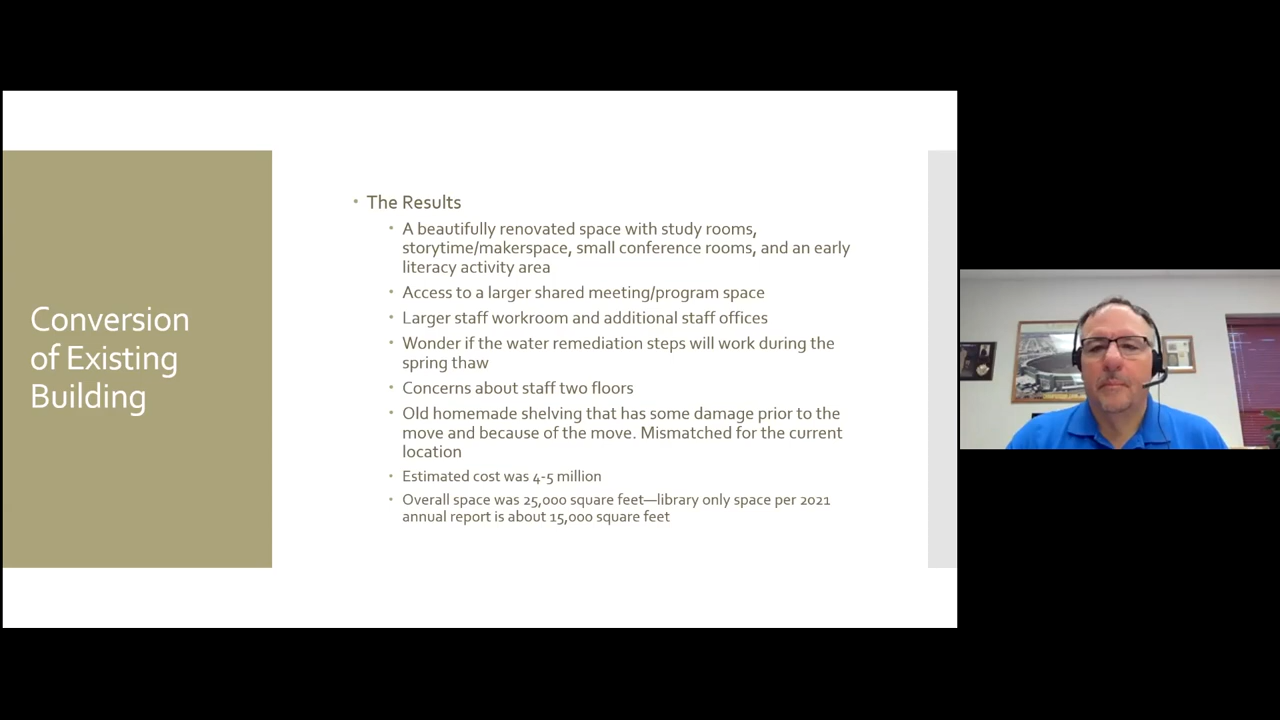 Conversion
of Existing
Building
• The Results
• A beautifully renovated space with study rooms,
storytime/makerspace, small conference rooms, and an early
literacy activity area
• Access to a larger shared meeting/program space
• Larger staff workroom and additional staff offices
• Wonder if the water remediation steps will work during the
spring thaw
• Concerns about staff two floors
• Old homemade shelving that has some damage prior to the
move and because of the move. Mismatched for the current
location
• Estimated cost was 4-5 million
• Overall space was 25,000 square feet—library only space per 2021
annual report is about 15,000 square feet